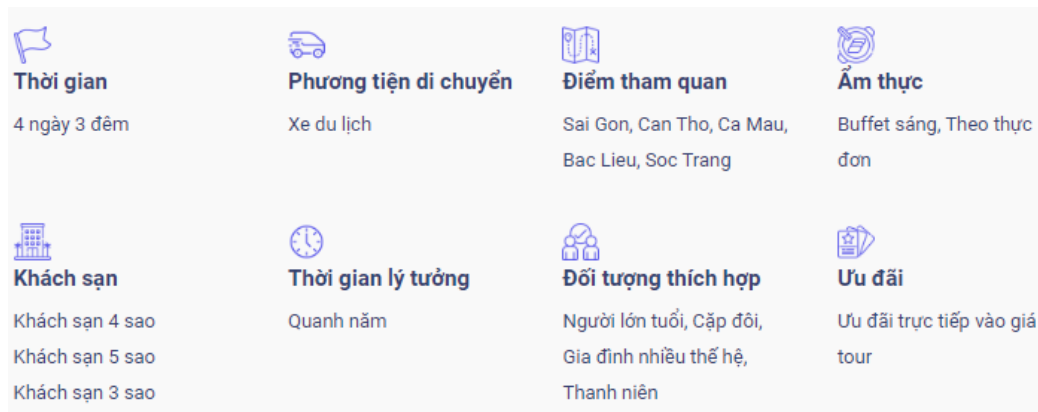 Thời gian
4 ngày 3 đêm
Phương tiện di chuyển
Xe du lịch
Điểm tham quan
Sai Gon, Can Tho, Ca Mau,
Bac Lieu, Soc Trang
Ẩm thực
Buffet sáng, Theo thực
đơn
Khách sạn
Khách sạn 4 sao
Khách sạn 5 sao
Khách sạn 3 sao
Thời gian lý tưởng
Quanh năm
Đối tượng thích hợp
Người lớn tuổi, Cặp đôi,
Gia đình nhiều thế hệ,
Thanh niên
Ưu đãi
Ưu đãi trực tiếp vào giá
tour